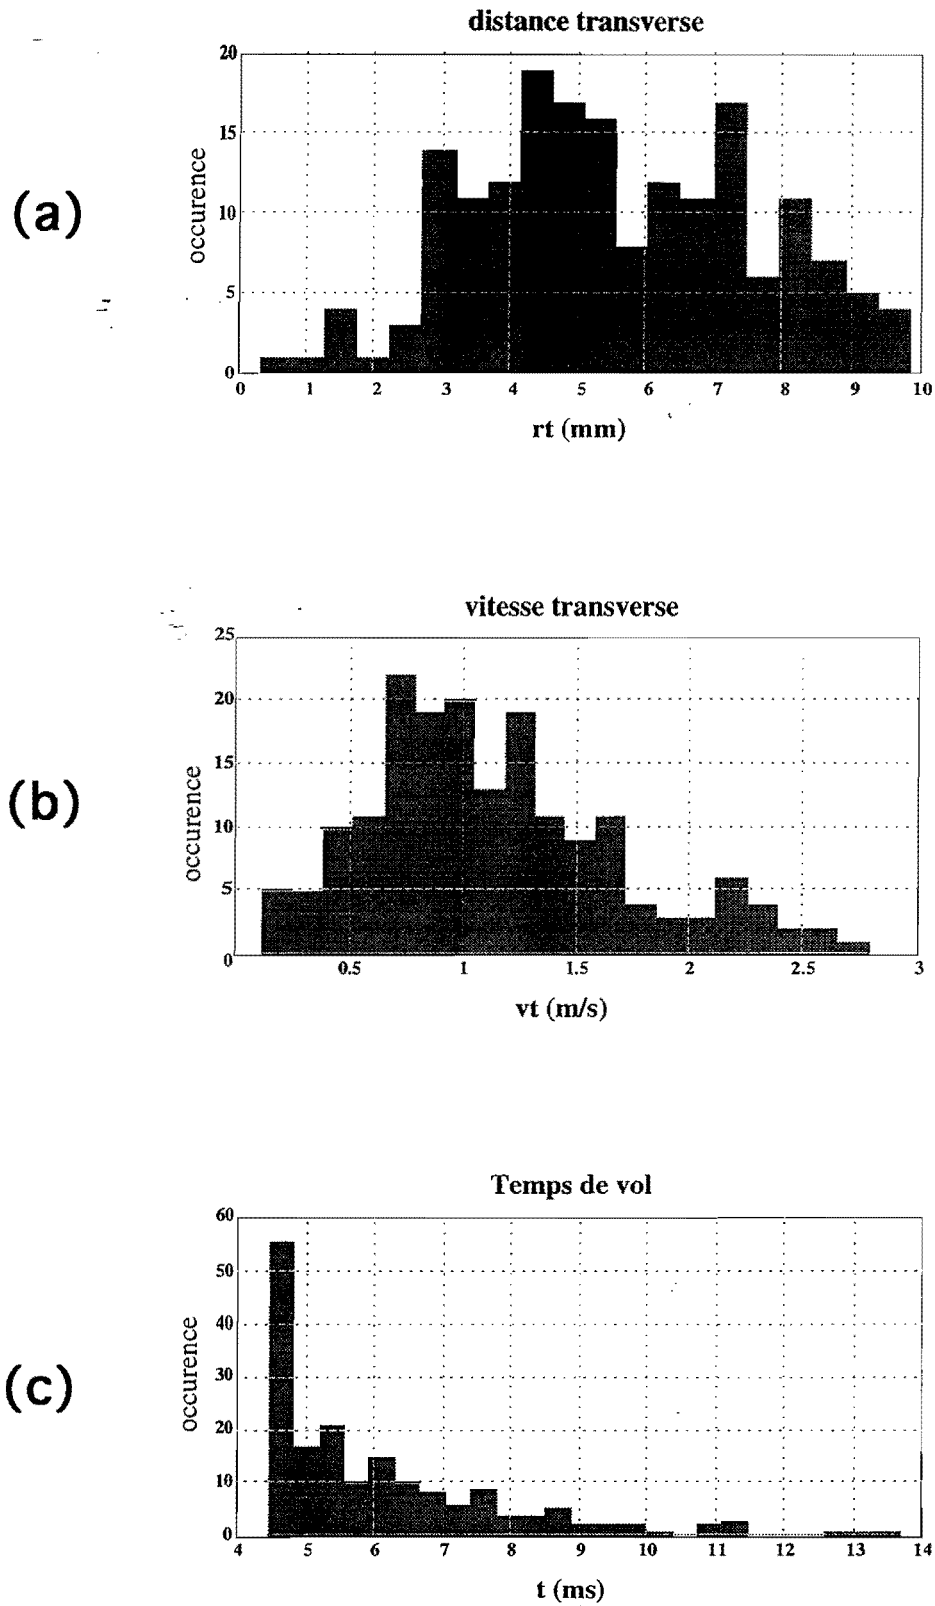 distance transverse
20
15
10
5
0
occurence
(a)
0 1 2 3 4 5 6 7 8 9 10
rt (mm)
vitesse transverse
25
20
15
10
5
0
occurence
(b)
0.5 1 1.5 2 2.5 3
vt (m/s)
Temps de vol
60
50
40
30
20
10
0
occurence
(c)
4 5 6 7 8 9 10 11 12 13 14
t (ms)